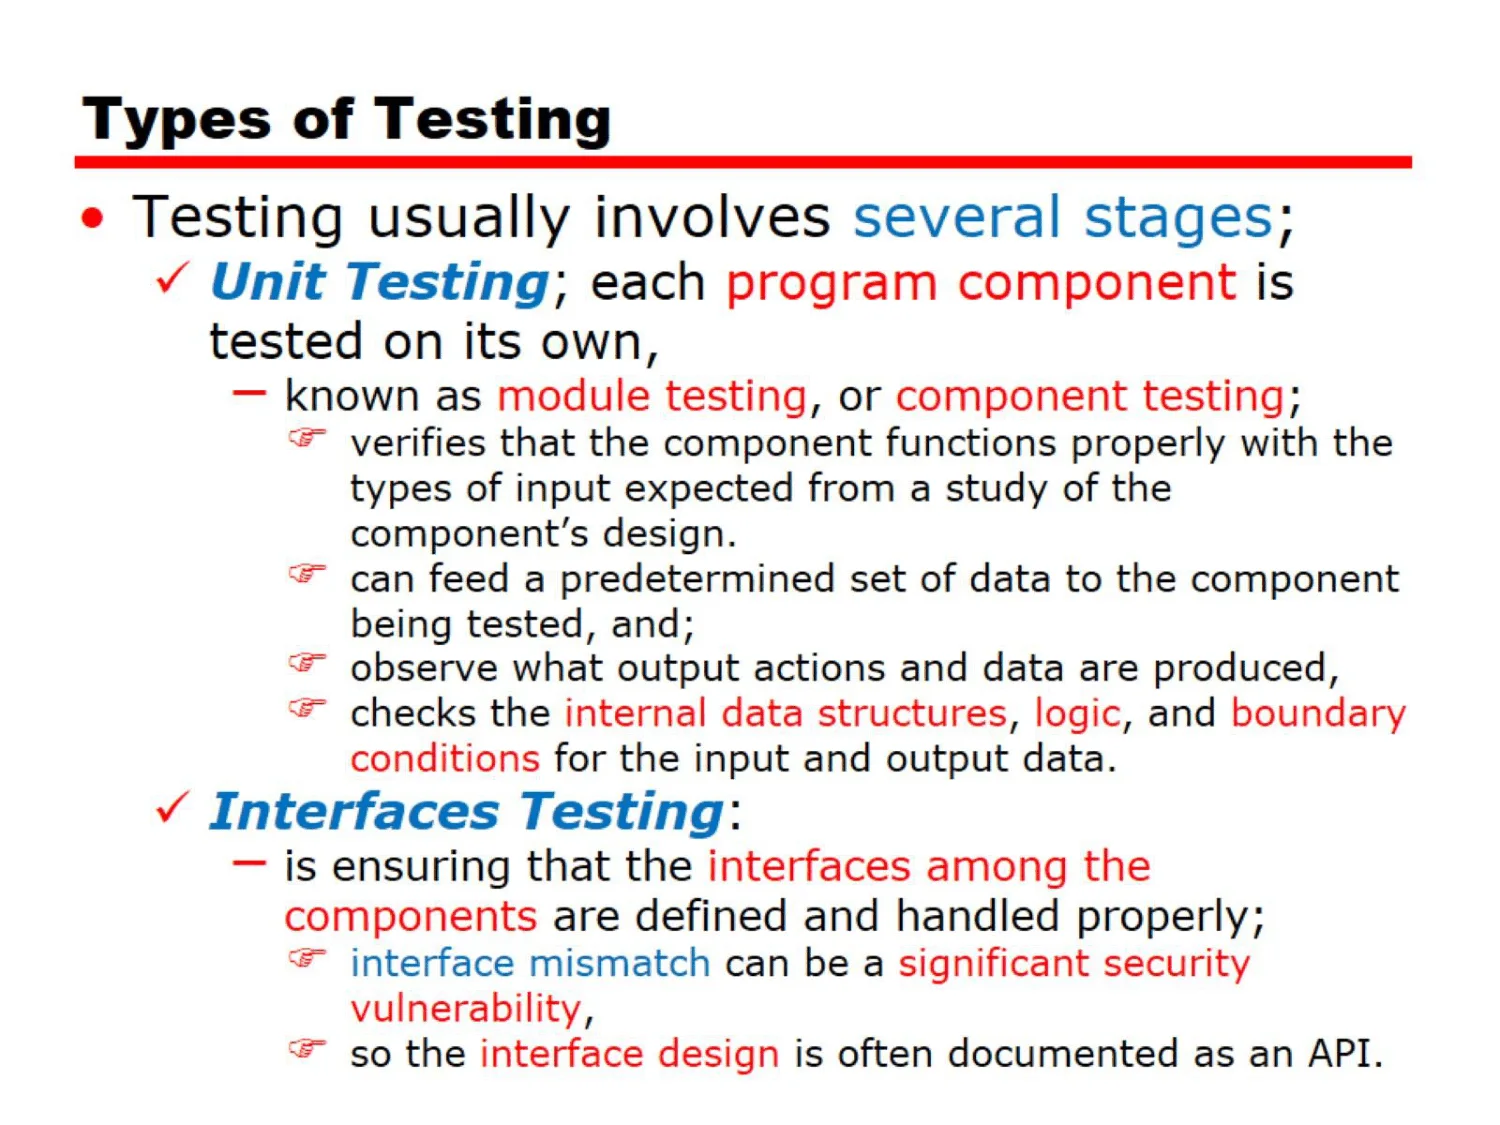 Types of Testing
• Testing usually involves several stages;
✓ Unit Testing; each program component is
tested on its own,
– known as module testing, or component testing;
☞ verifies that the component functions properly with the
types of input expected from a study of the
component’s design.
☞ can feed a predetermined set of data to the component
being tested, and;
☞ observe what output actions and data are produced,
☞ checks the internal data structures, logic, and boundary
conditions for the input and output data.
✓ Interfaces Testing:
– is ensuring that the interfaces among the
components are defined and handled properly;
☞ interface mismatch can be a significant security
vulnerability,
☞ so the interface design is often documented as an API.